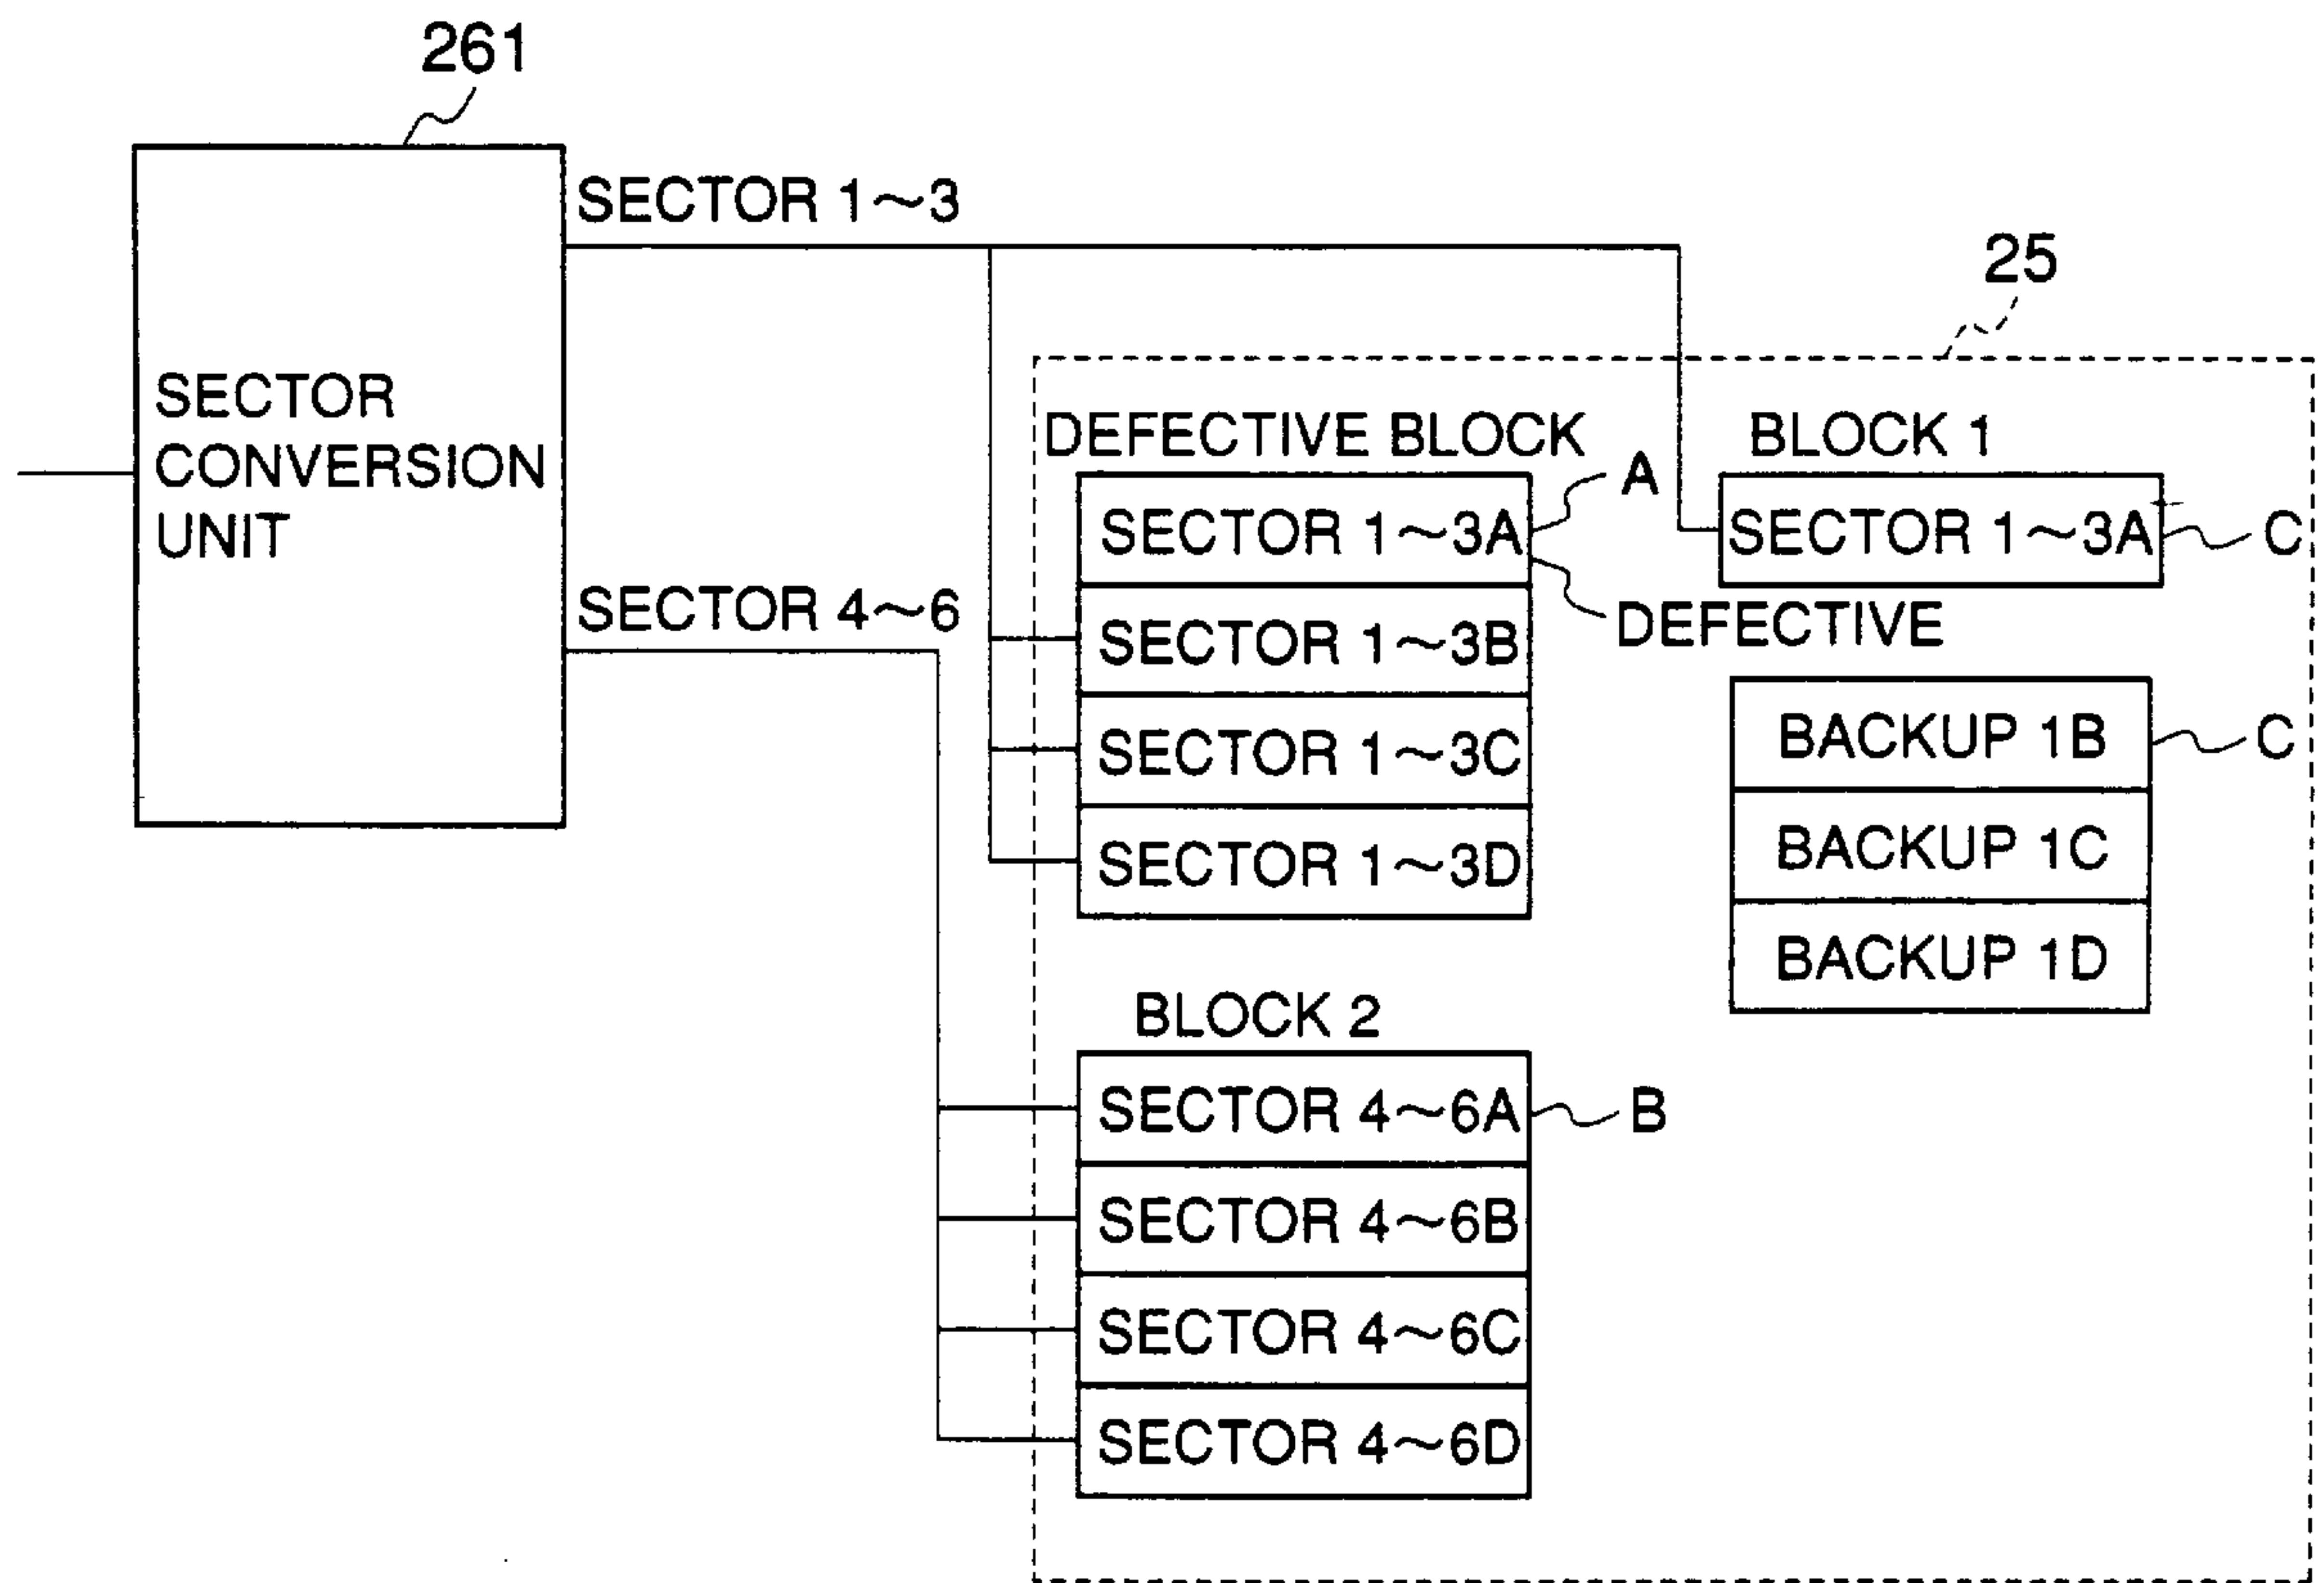 261
SECTOR 1~3
25
SECTOR
CONVERSION
UNIT
DEFECTIVE BLOCK
BLOCK 1
A
SECTOR 1~3A
SECTOR 1~3A
C
DEFECTIVE
SECTOR 4~6
SECTOR 1~3B
SECTOR 1~3C
SECTOR 1~3D
BACKUP 1B
C
BACKUP 1C
BACKUP 1D
BLOCK 2
SECTOR 4~6A
B
SECTOR 4~6B
SECTOR 4~6C
SECTOR 4~6D